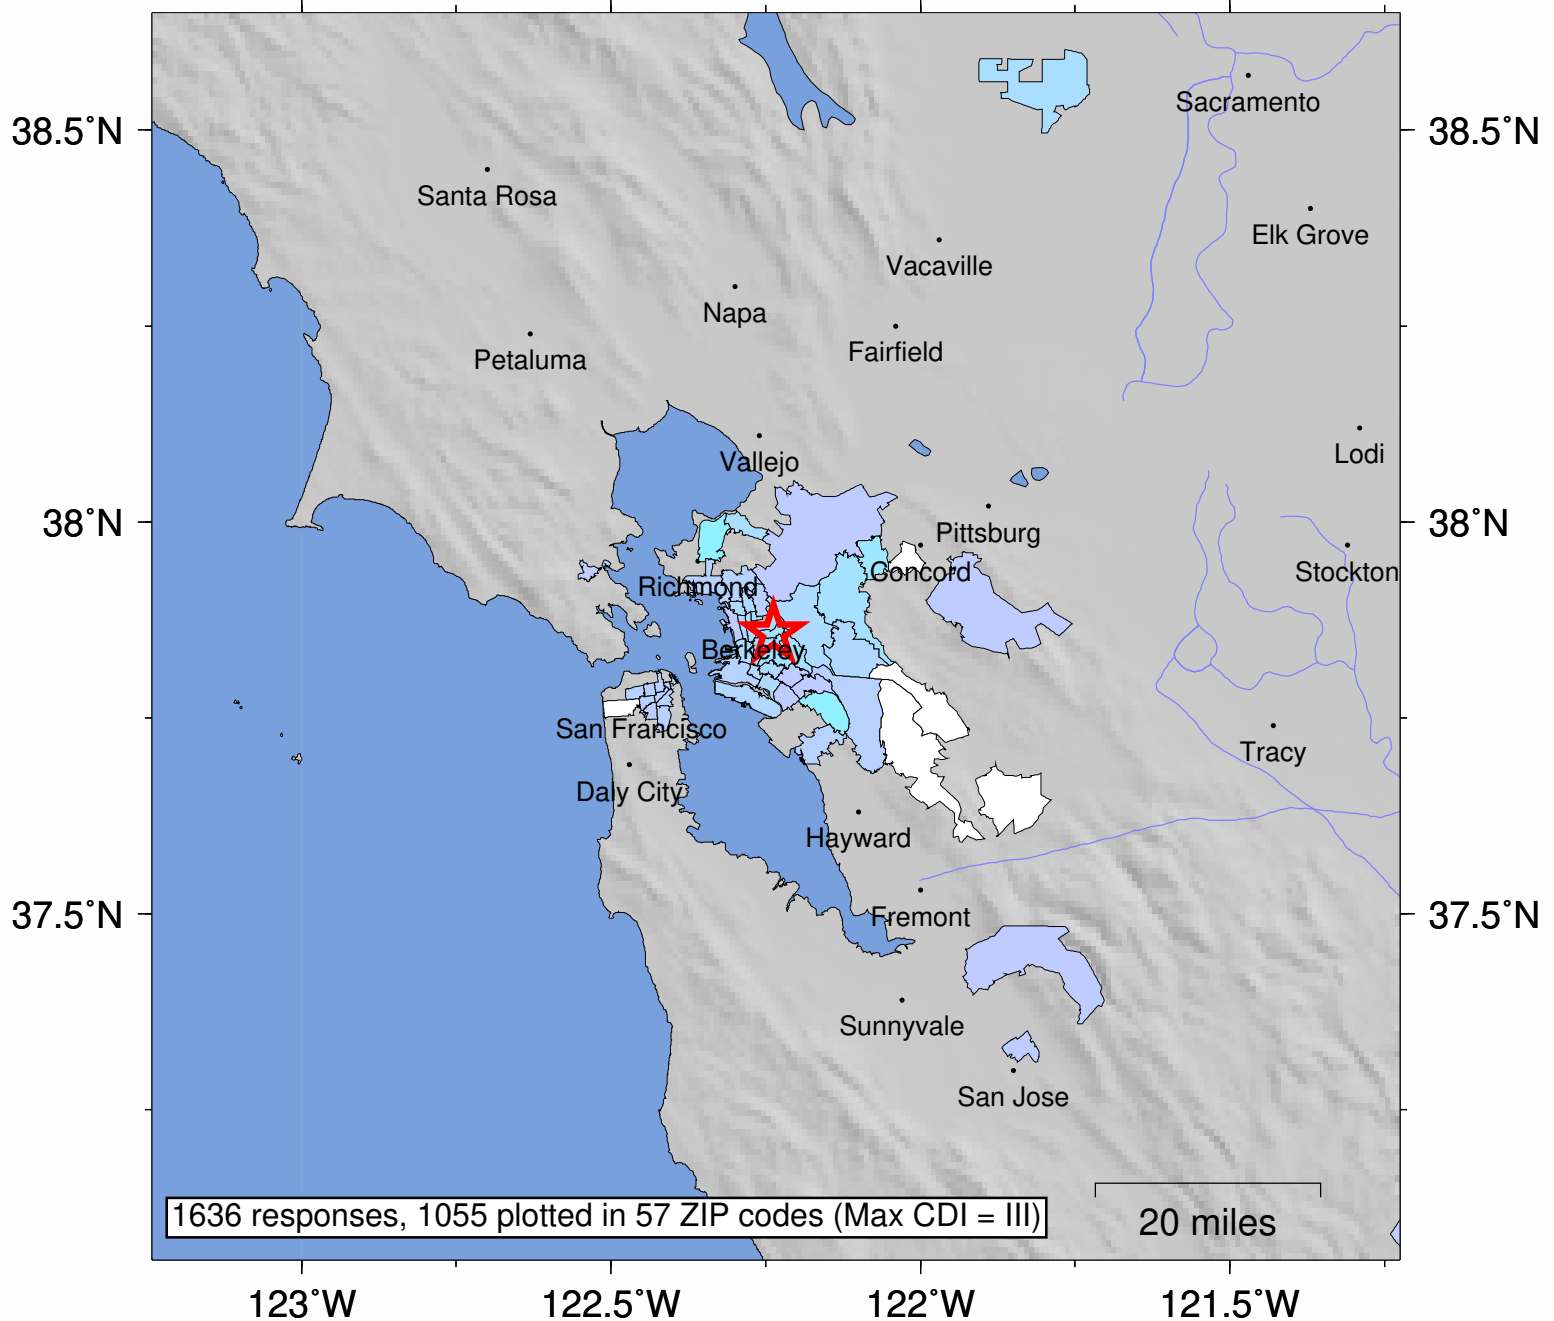 Sacramento
38.5°N
38.5°N
Santa Rosa
Elk Grove
Vacaville
Napa
Fairfield
Petaluma
Lodi
Vallejo
38°N
38°N
Pittsburg
Concord
Stockton
Richmond
Berkeley
San Francisco
Tracy
Daly City
Hayward
37.5°N
37.5°N
Fremont
Sunnyvale
San Jose
1636 responses, 1055 plotted in 57 ZIP codes (Max CDI = III)
20 miles
123°W
122.5°W
122°W
121.5°W